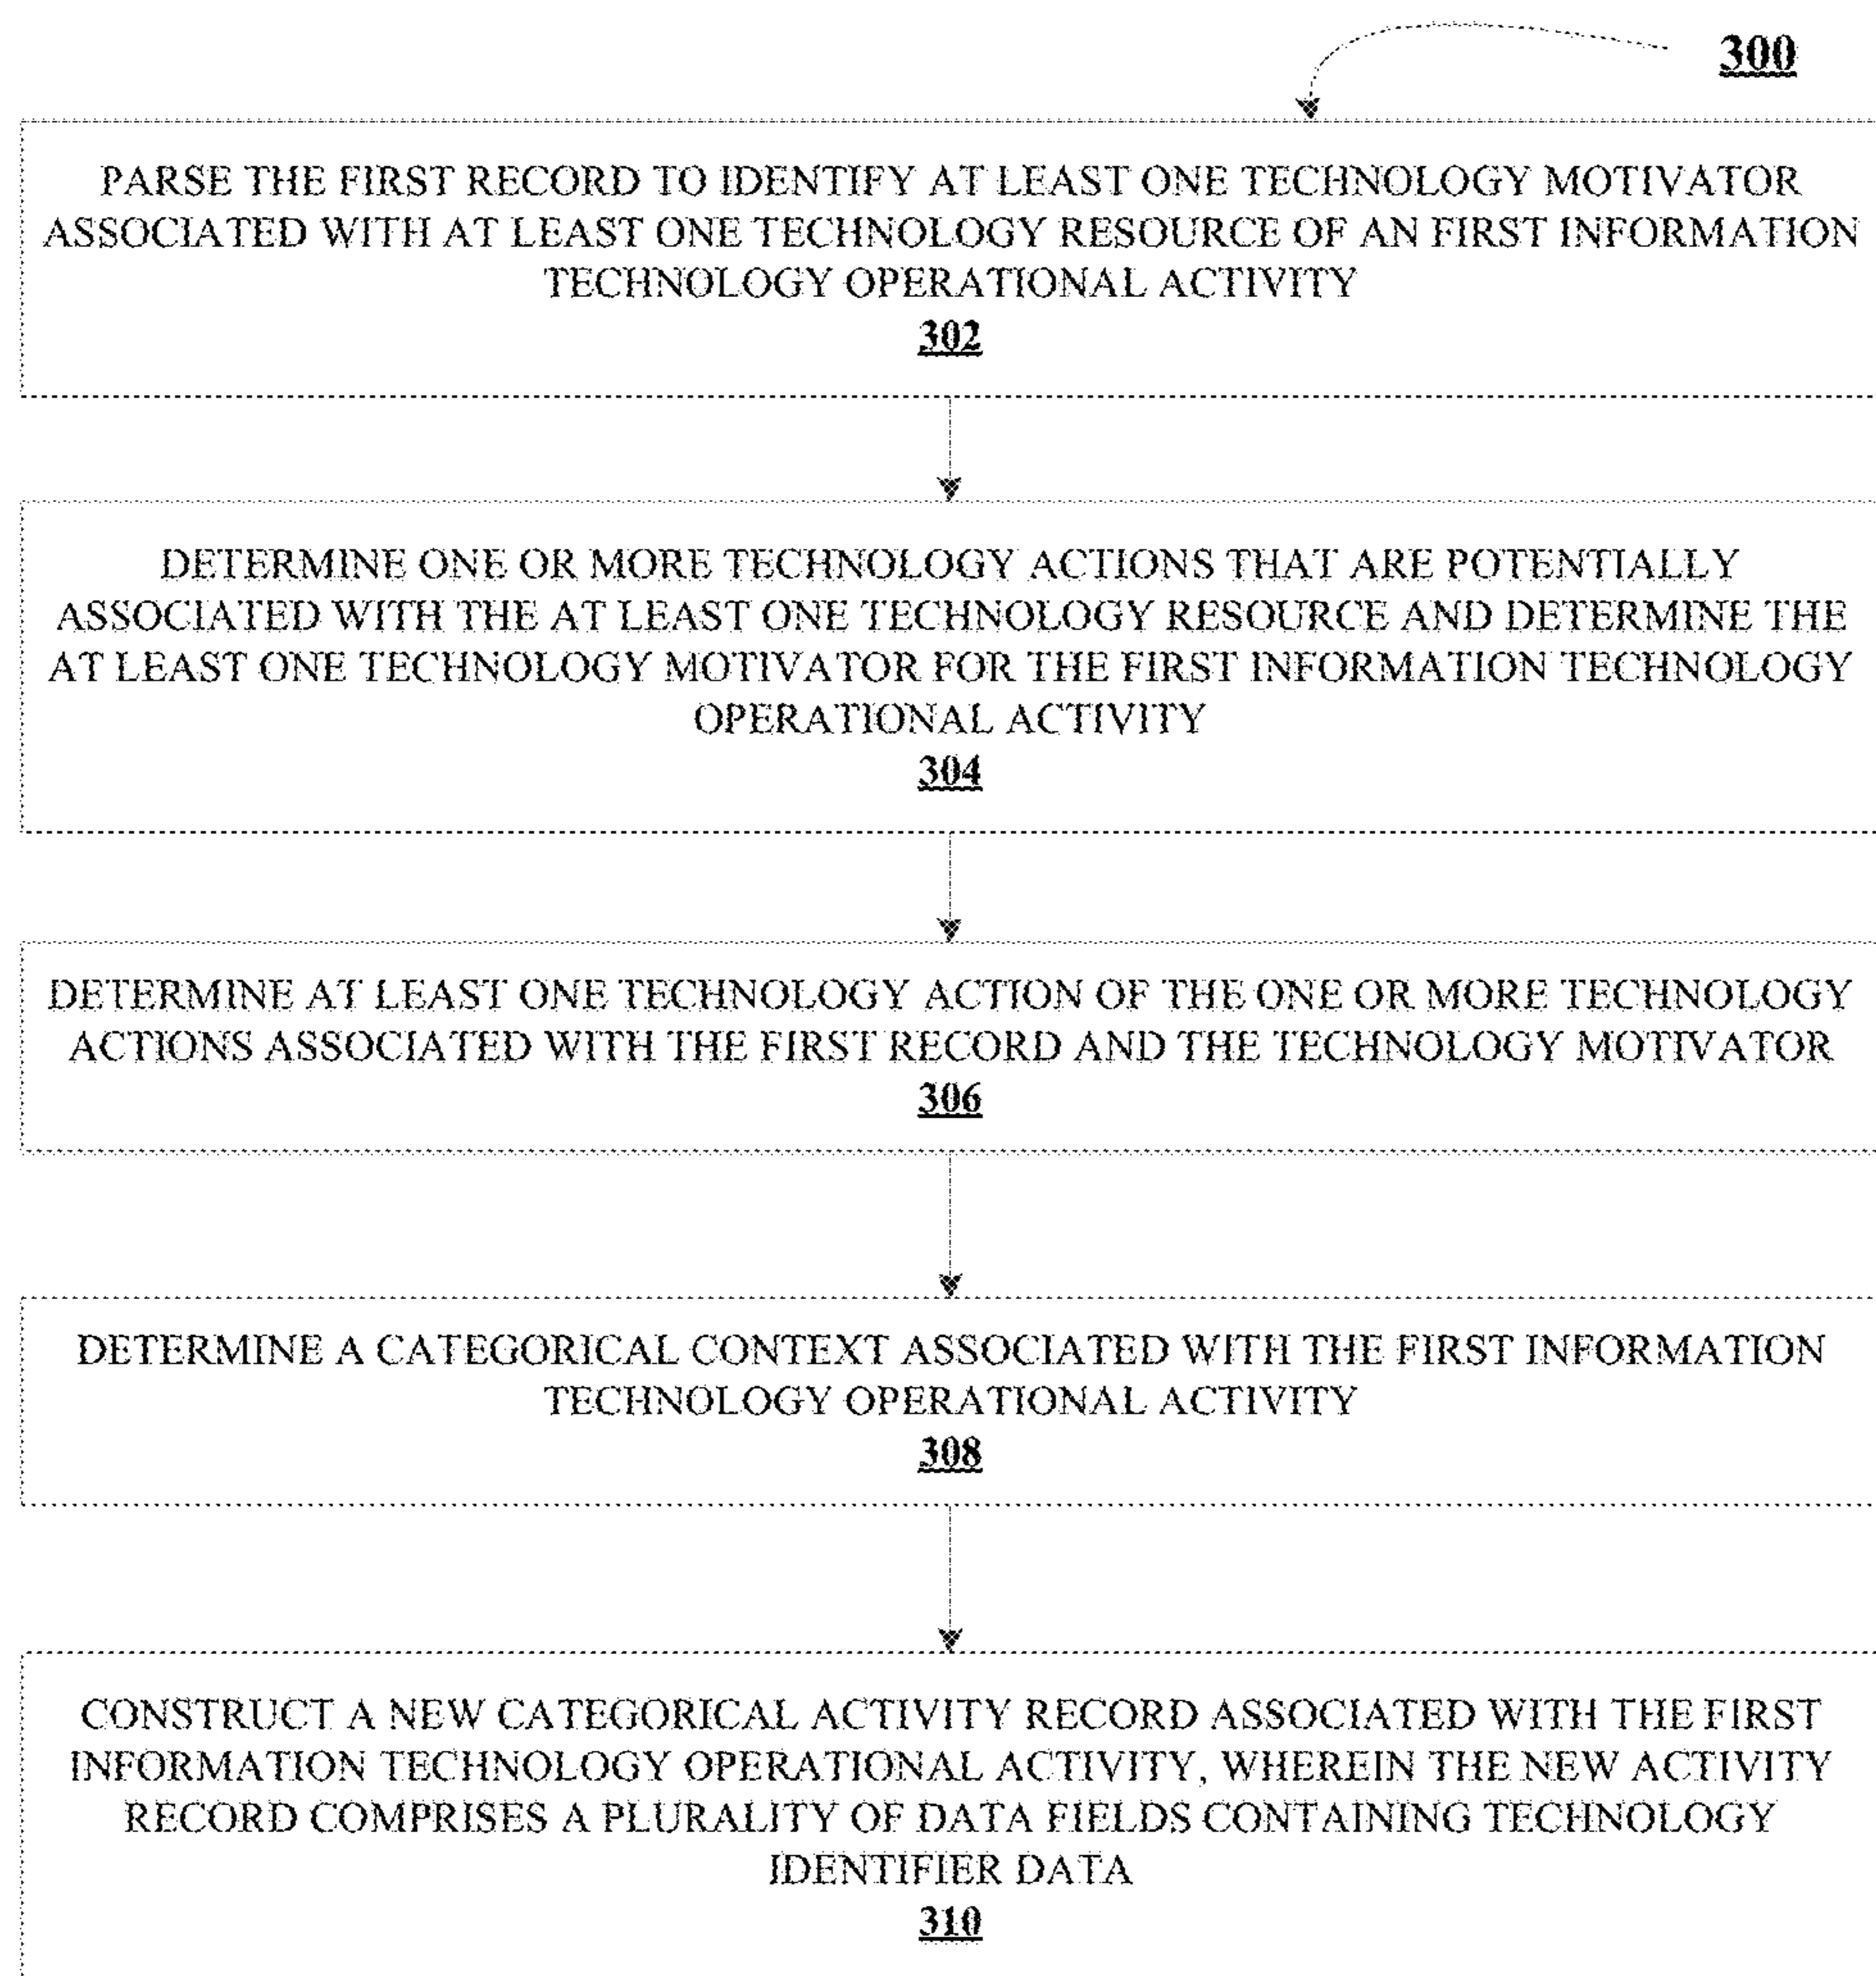 300
PARSE THE FIRST RECORD TO IDENTIFY AT LEAST ONE TECHNOLOGY MOTIVATOR
ASSOCIATED WITH AT LEAST ONE TECHNOLOGY RESOURCE OF AN FIRST INFORMATION
TECHNOLOGY OPERATIONAL ACTIVITY
302
DETERMINE ONE OR MORE TECHNOLOGY ACTIONS THAT ARE POTENTIALLY
ASSOCIATED WITH THE AT LEAST ONE TECHNOLOGY RESOURCE AND DETERMINE THE
AT LEAST ONE TECHNOLOGY MOTIVATOR FOR THE FIRST INFORMATION TECHNOLOGY
OPERATIONAL ACTIVITY
304
DETERMINE AT LEAST ONE TECHNOLOGY ACTION OF THE ONE OR MORE TECHNOLOGY
ACTIONS ASSOCIATED WITH THE FIRST RECORD AND THE TECHNOLOGY MOTIVATOR
306
DETERMINE A CATEGORICAL CONTEXT ASSOCIATED WITH THE FIRST INFORMATION
TECHNOLOGY OPERATIONAL ACTIVITY
308
CONSTRUCT A NEW CATEGORICAL ACTIVITY RECORD ASSOCIATED WITH THE FIRST
INFORMATION TECHNOLOGY OPERATIONAL ACTIVITY, WHEREIN THE NEW ACTIVITY
RECORD COMPRISES A PLURALITY OF DATA FIELDS CONTAINING TECHNOLOGY
IDENTIFIER DATA
310